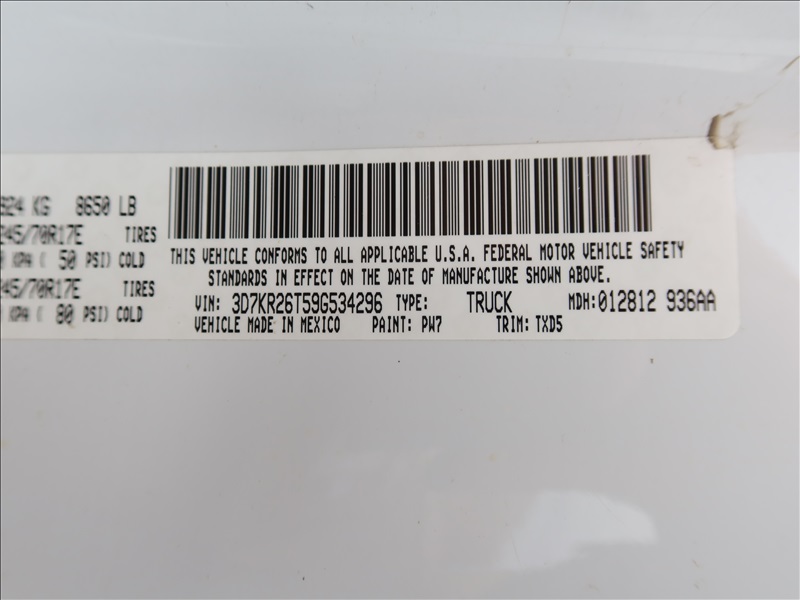 8650 LB
THIS VEHICLE CONFORMS TO ALL APPLICABLE U.S.A. FEDERAL MOTOR VEHICLE SAFETY
STANDARDS IN EFFECT ON THE DATE OF MANUFACTURE SHOWN ABOVE.
VIN: 3D7KR26T59G534296 TYPE: TRUCK MDH:012812 936AA
VEHICLE MADE IN MEXICO PAINT: PW7 TRIM: TXD5
924 KG
245/70R17E TIRES
KPA ( 50 PSI) COLD
245/70R17E TIRES
KPA ( 80 PSI) COLD